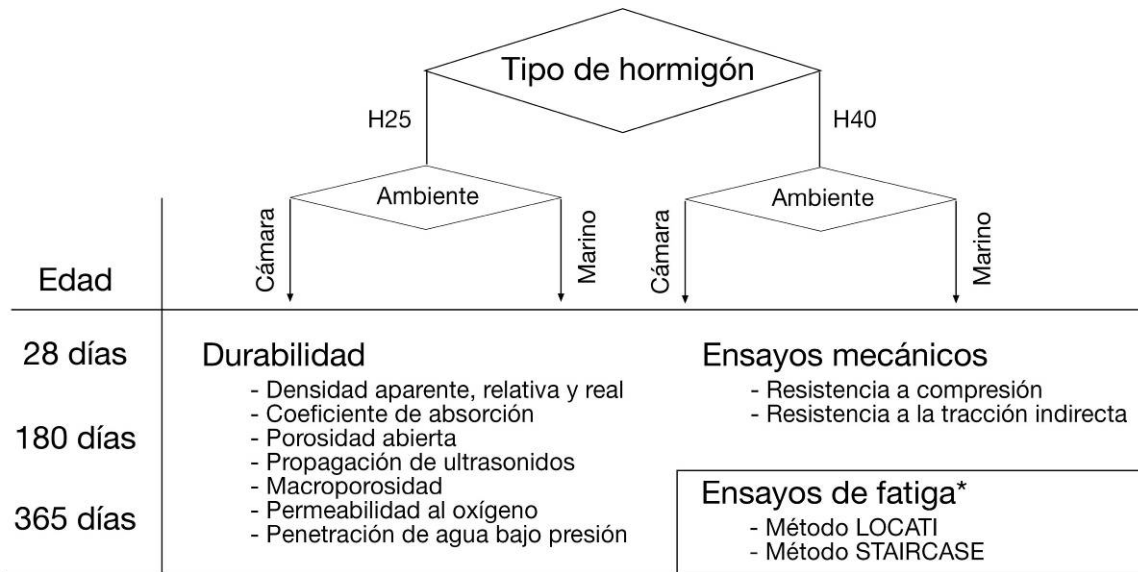 Tipo de hormigón
H25
H40
Ambiente
Ambiente
Cámara
Marino
Cámara
Marino
Edad
28 días
180 días
365 días
Durabilidad
- Densidad aparente, relativa y real
- Coeficiente de absorción
- Porosidad abierta
- Propagación de ultrasonidos
- Macroporosidad
- Permeabilidad al oxígeno
- Penetración de agua bajo presión
Ensayos mecánicos
- Resistencia a compresión
- Resistencia a la tracción indirecta
Ensayos de fatiga*
- Método LOCATI
- Método STAIRCASE